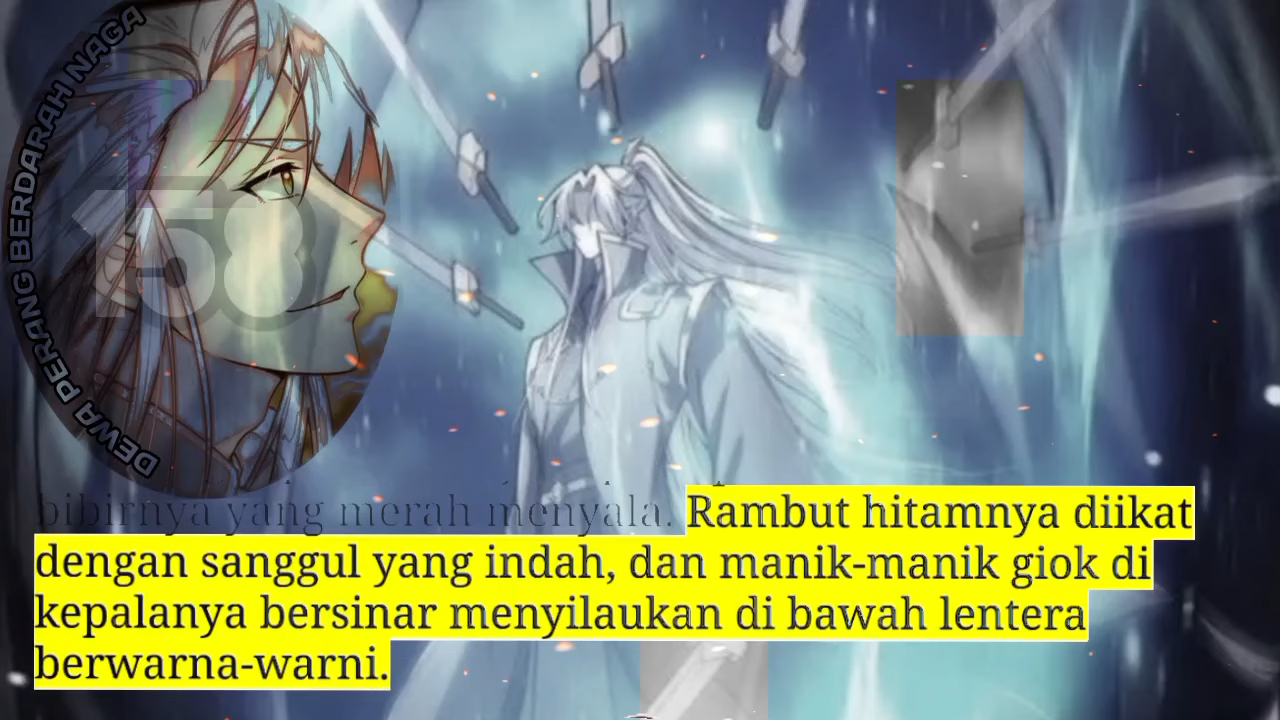 DEWA PERANG BERDARAH NAGA
158
bibirnya yang merah menyala. Rambut hitamnya diikat
dengan sanggul yang indah, dan manik-manik giok di
kepalanya bersinar menyilaukan di bawah lentera
berwarna-warni.